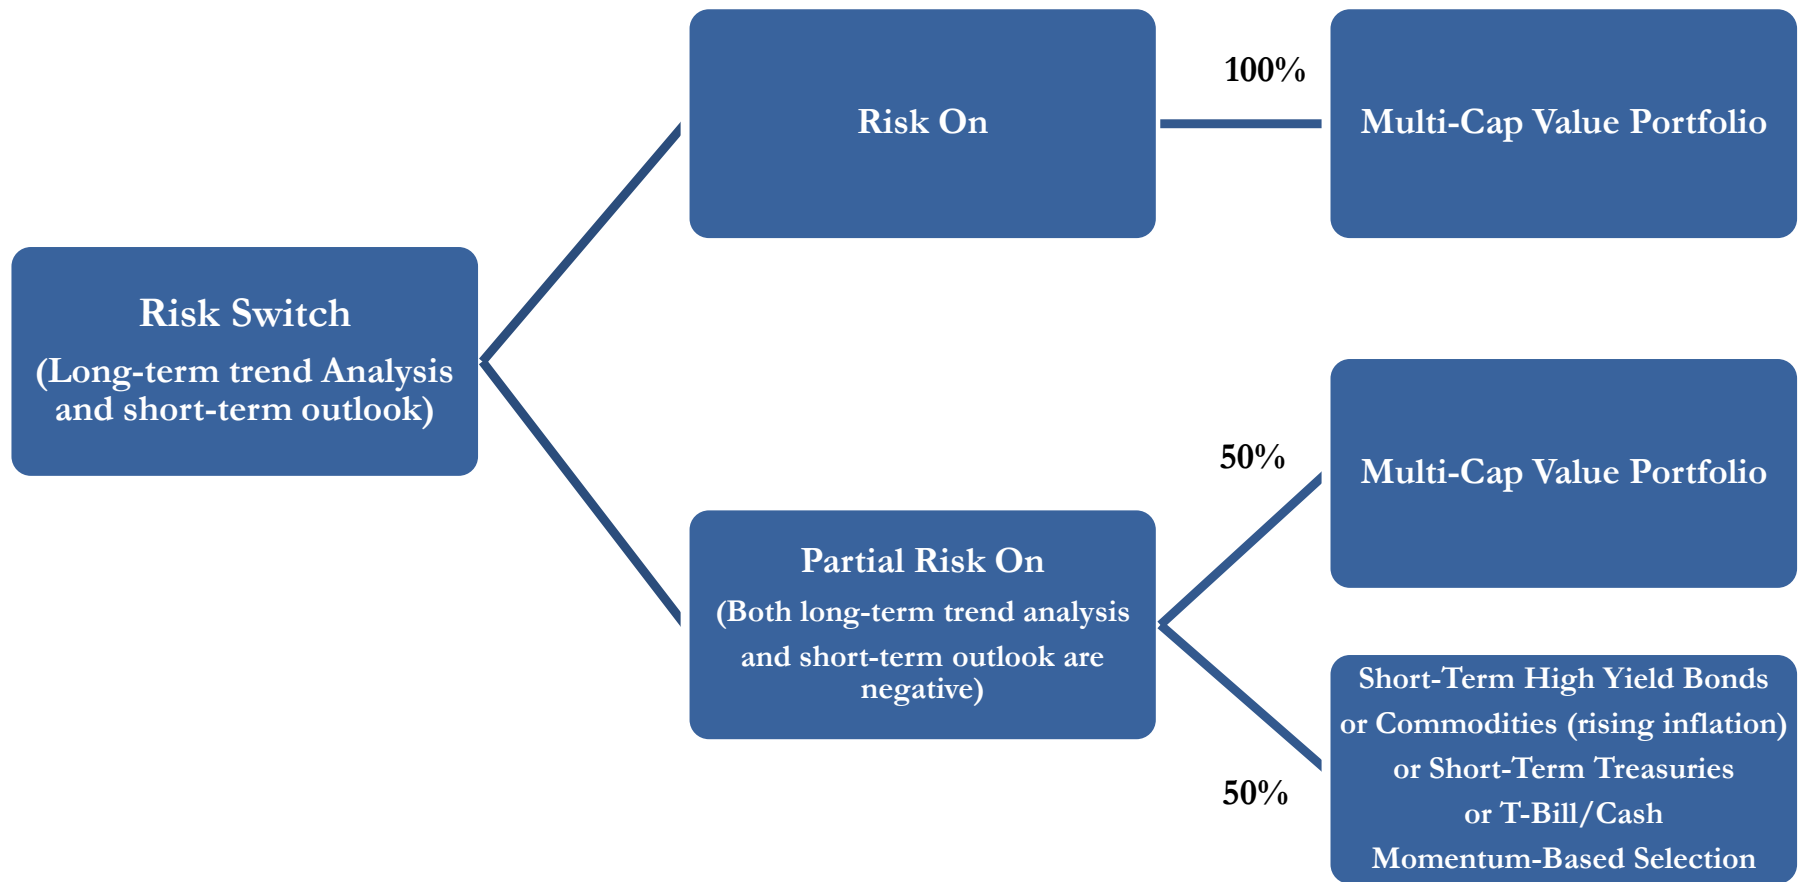 Risk Switch
(Long-term trend Analysis
and short-term outlook)
Risk On
100%
Multi-Cap Value Portfolio
Partial Risk On
(Both long-term trend analysis
and short-term outlook are
negative)
50%
Multi-Cap Value Portfolio
50%
Short-Term High Yield Bonds
or Commodities (rising inflation)
or Short-Term Treasuries
or T-Bill/Cash
Momentum-Based Selection